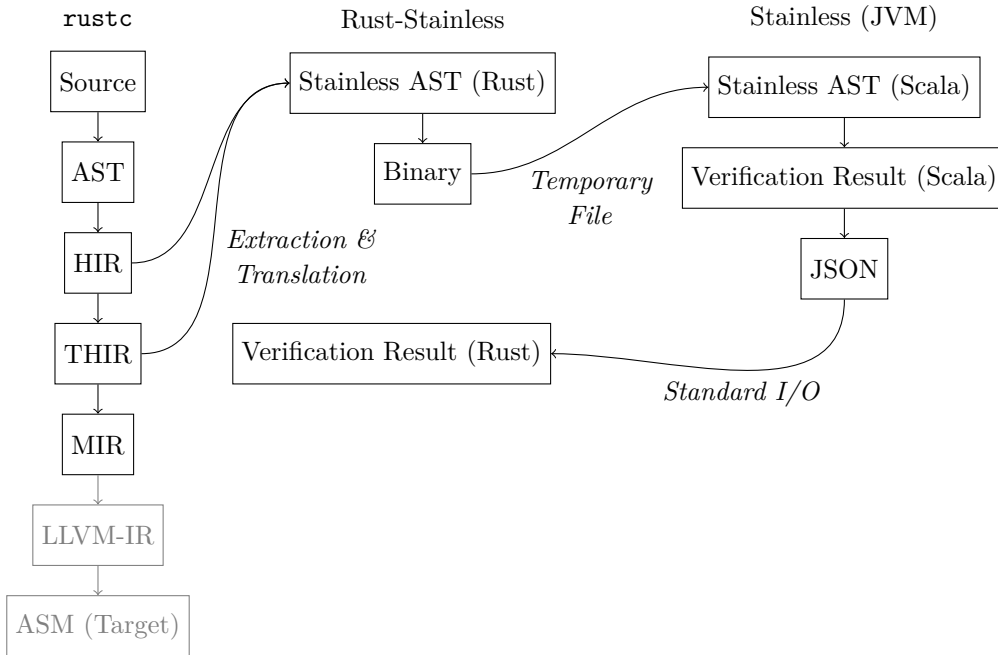 rustc
Source
AST
HIR
THIR
MIR
LLVM-IR
ASM (Target)
Extraction &
Translation
Rust-Stainless
Stainless AST (Rust)
Binary
Verification Result (Rust)
Temporary
File
Stainless (JVM)
Stainless AST (Scala)
Verification Result (Scala)
JSON
Standard I/O